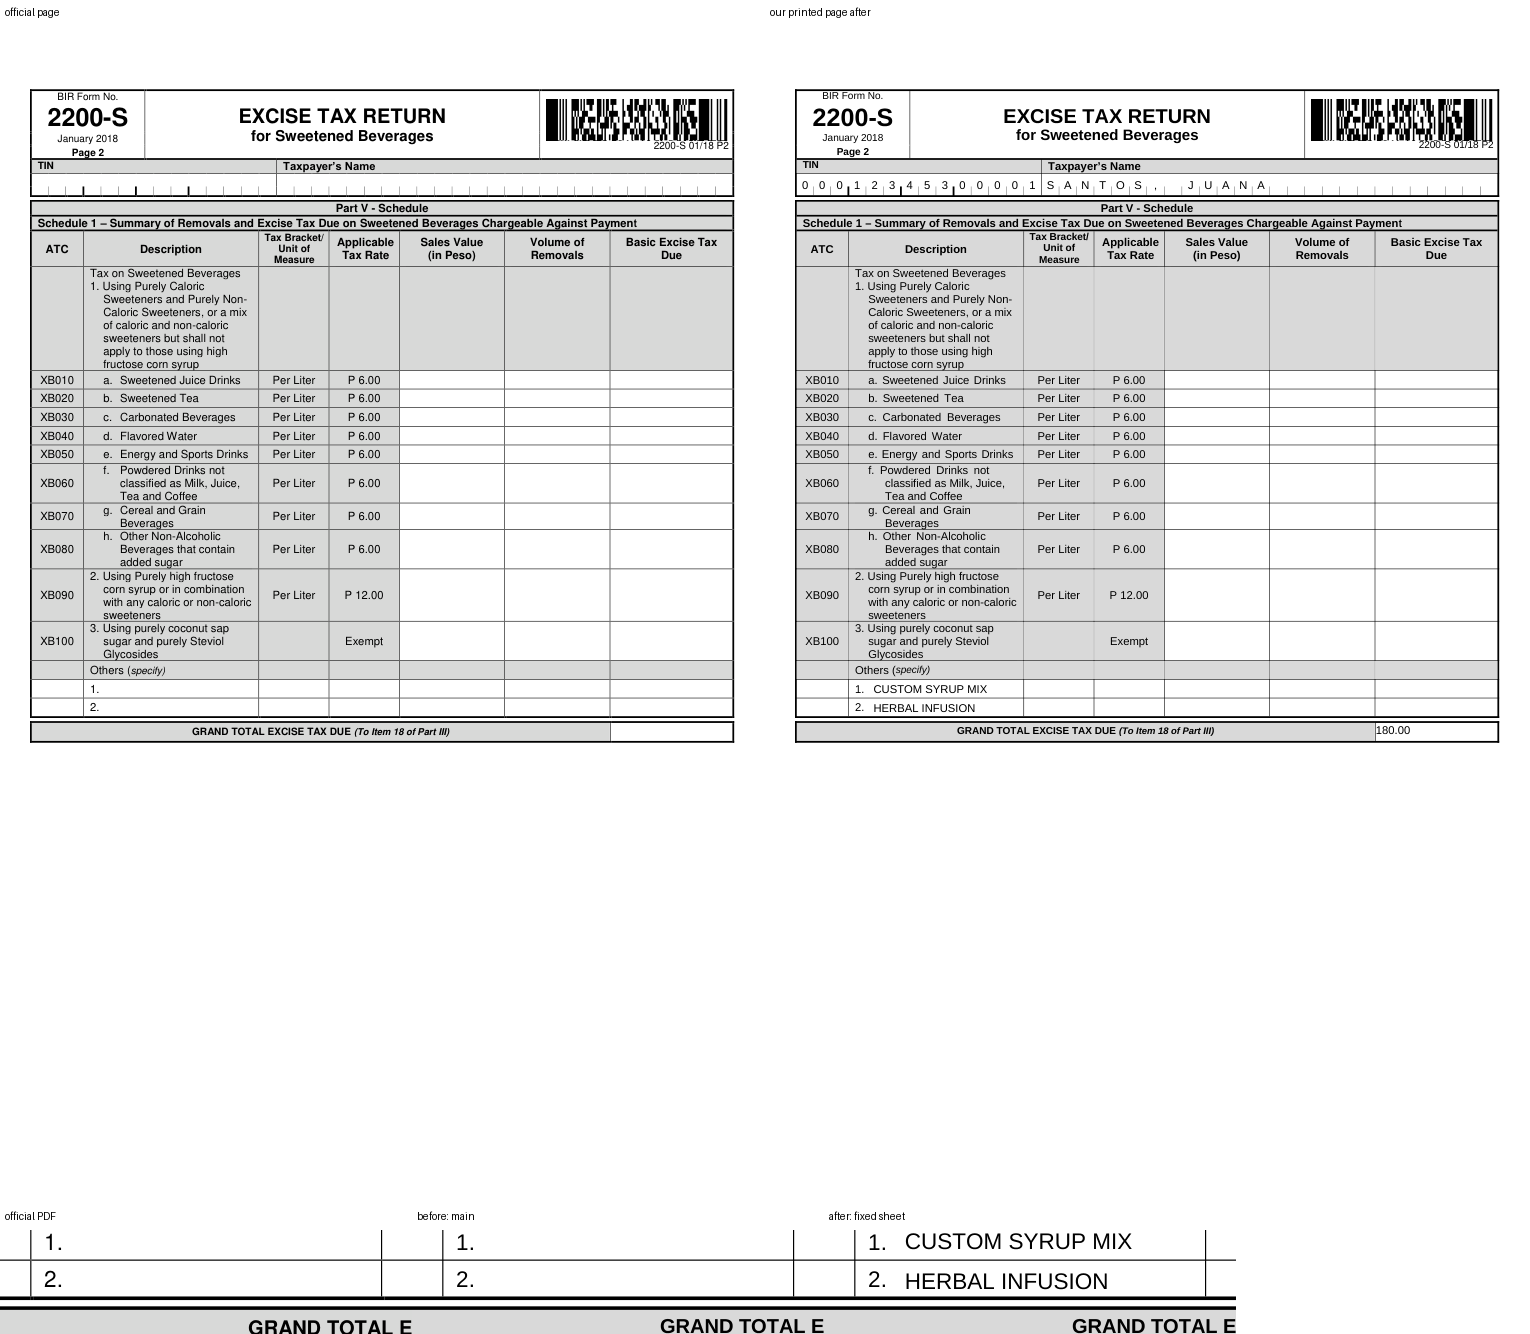 official page
our printed page after
BIR Form No.
2200-S
January 2018
Page 2
EXCISE TAX RETURN
for Sweetened Beverages
2200-S 01/18 P2
TIN
Taxpayer's Name
Part V - Schedule
Schedule 1 – Summary of Removals and Excise Tax Due on Sweetened Beverages Chargeable Against Payment
ATC
Description
Tax Bracket/
Unit of
Measure
Applicable
Tax Rate
Sales Value
(in Peso)
Volume of
Removals
Basic Excise Tax
Due
Tax on Sweetened Beverages
1. Using Purely Caloric
Sweeteners and Purely Non-
Caloric Sweeteners, or a mix
of caloric and non-caloric
sweeteners but shall not
apply to those using high
fructose corn syrup
XB010 a. Sweetened Juice Drinks Per Liter P 6.00
XB020 b. Sweetened Tea Per Liter P 6.00
XB030 c. Carbonated Beverages Per Liter P 6.00
XB040 d. Flavored Water Per Liter P 6.00
XB050 e. Energy and Sports Drinks Per Liter P 6.00
f. Powdered Drinks not
XB060 classified as Milk, Juice, Per Liter P 6.00
Tea and Coffee
XB070 g. Cereal and Grain Per Liter P 6.00
Beverages
h. Other Non-Alcoholic
XB080 Beverages that contain Per Liter P 6.00
added sugar
2. Using Purely high fructose
corn syrup or in combination
XB090 with any caloric or non-caloric Per Liter P 12.00
sweeteners
3. Using purely coconut sap
XB100 sugar and purely Steviol Exempt
Glycosides
Others (specify)
1.
2.
GRAND TOTAL EXCISE TAX DUE (To Item 18 of Part III)
BIR Form No.
2200-S
January 2018
Page 2
EXCISE TAX RETURN
for Sweetened Beverages
2200-S 01/18 P2
TIN
Taxpayer's Name
0 0 0 1 2 3 4 5 3 0 0 0 0 1 S A N T O S , J U A N A
Part V - Schedule
Schedule 1 – Summary of Removals and Excise Tax Due on Sweetened Beverages Chargeable Against Payment
ATC
Description
Tax Bracket/
Unit of
Measure
Applicable
Tax Rate
Sales Value
(in Peso)
Volume of
Removals
Basic Excise Tax
Due
Tax on Sweetened Beverages
1. Using Purely Caloric
Sweeteners and Purely Non-
Caloric Sweeteners, or a mix
of caloric and non-caloric
sweeteners but shall not
apply to those using high
fructose corn syrup
XB010 a. Sweetened Juice Drinks Per Liter P 6.00
XB020 b. Sweetened Tea Per Liter P 6.00
XB030 c. Carbonated Beverages Per Liter P 6.00
XB040 d. Flavored Water Per Liter P 6.00
XB050 e. Energy and Sports Drinks Per Liter P 6.00
f. Powdered Drinks not
XB060 classified as Milk, Juice, Per Liter P 6.00
Tea and Coffee
XB070 g. Cereal and Grain Per Liter P 6.00
Beverages
h. Other Non-Alcoholic
XB080 Beverages that contain Per Liter P 6.00
added sugar
2. Using Purely high fructose
corn syrup or in combination
XB090 with any caloric or non-caloric Per Liter P 12.00
sweeteners
3. Using purely coconut sap
XB100 sugar and purely Steviol Exempt
Glycosides
Others (specify)
1. CUSTOM SYRUP MIX
2. HERBAL INFUSION
GRAND TOTAL EXCISE TAX DUE (To Item 18 of Part III) 180.00
official PDF
before: main
after: fixed sheet
1. 1. 1. CUSTOM SYRUP MIX
2. 2. 2. HERBAL INFUSION
GRAND TOTAL E GRAND TOTAL E GRAND TOTAL E